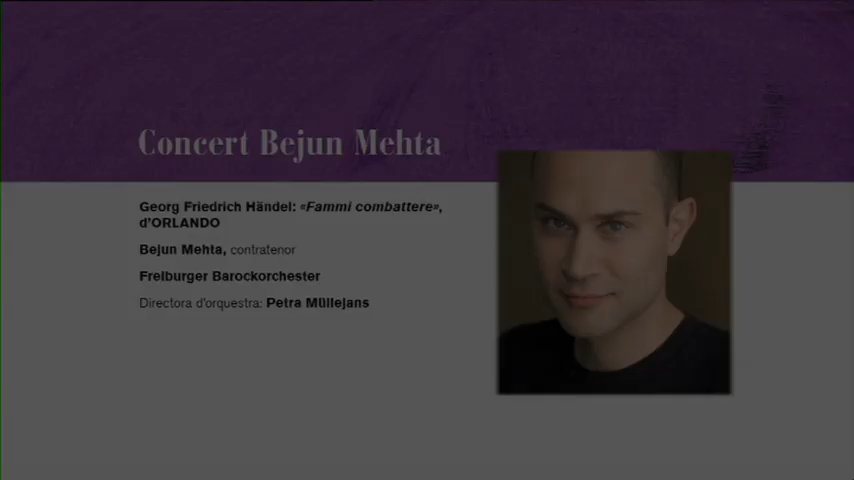 Concert Bejun Mehta
Georg Friedrich Händel: «Fammi combattere»,
d'ORLANDO
Bejun Mehta, contratenor
Freiburger Barockorchester
Directora d'orquestra: Petra Müllejans